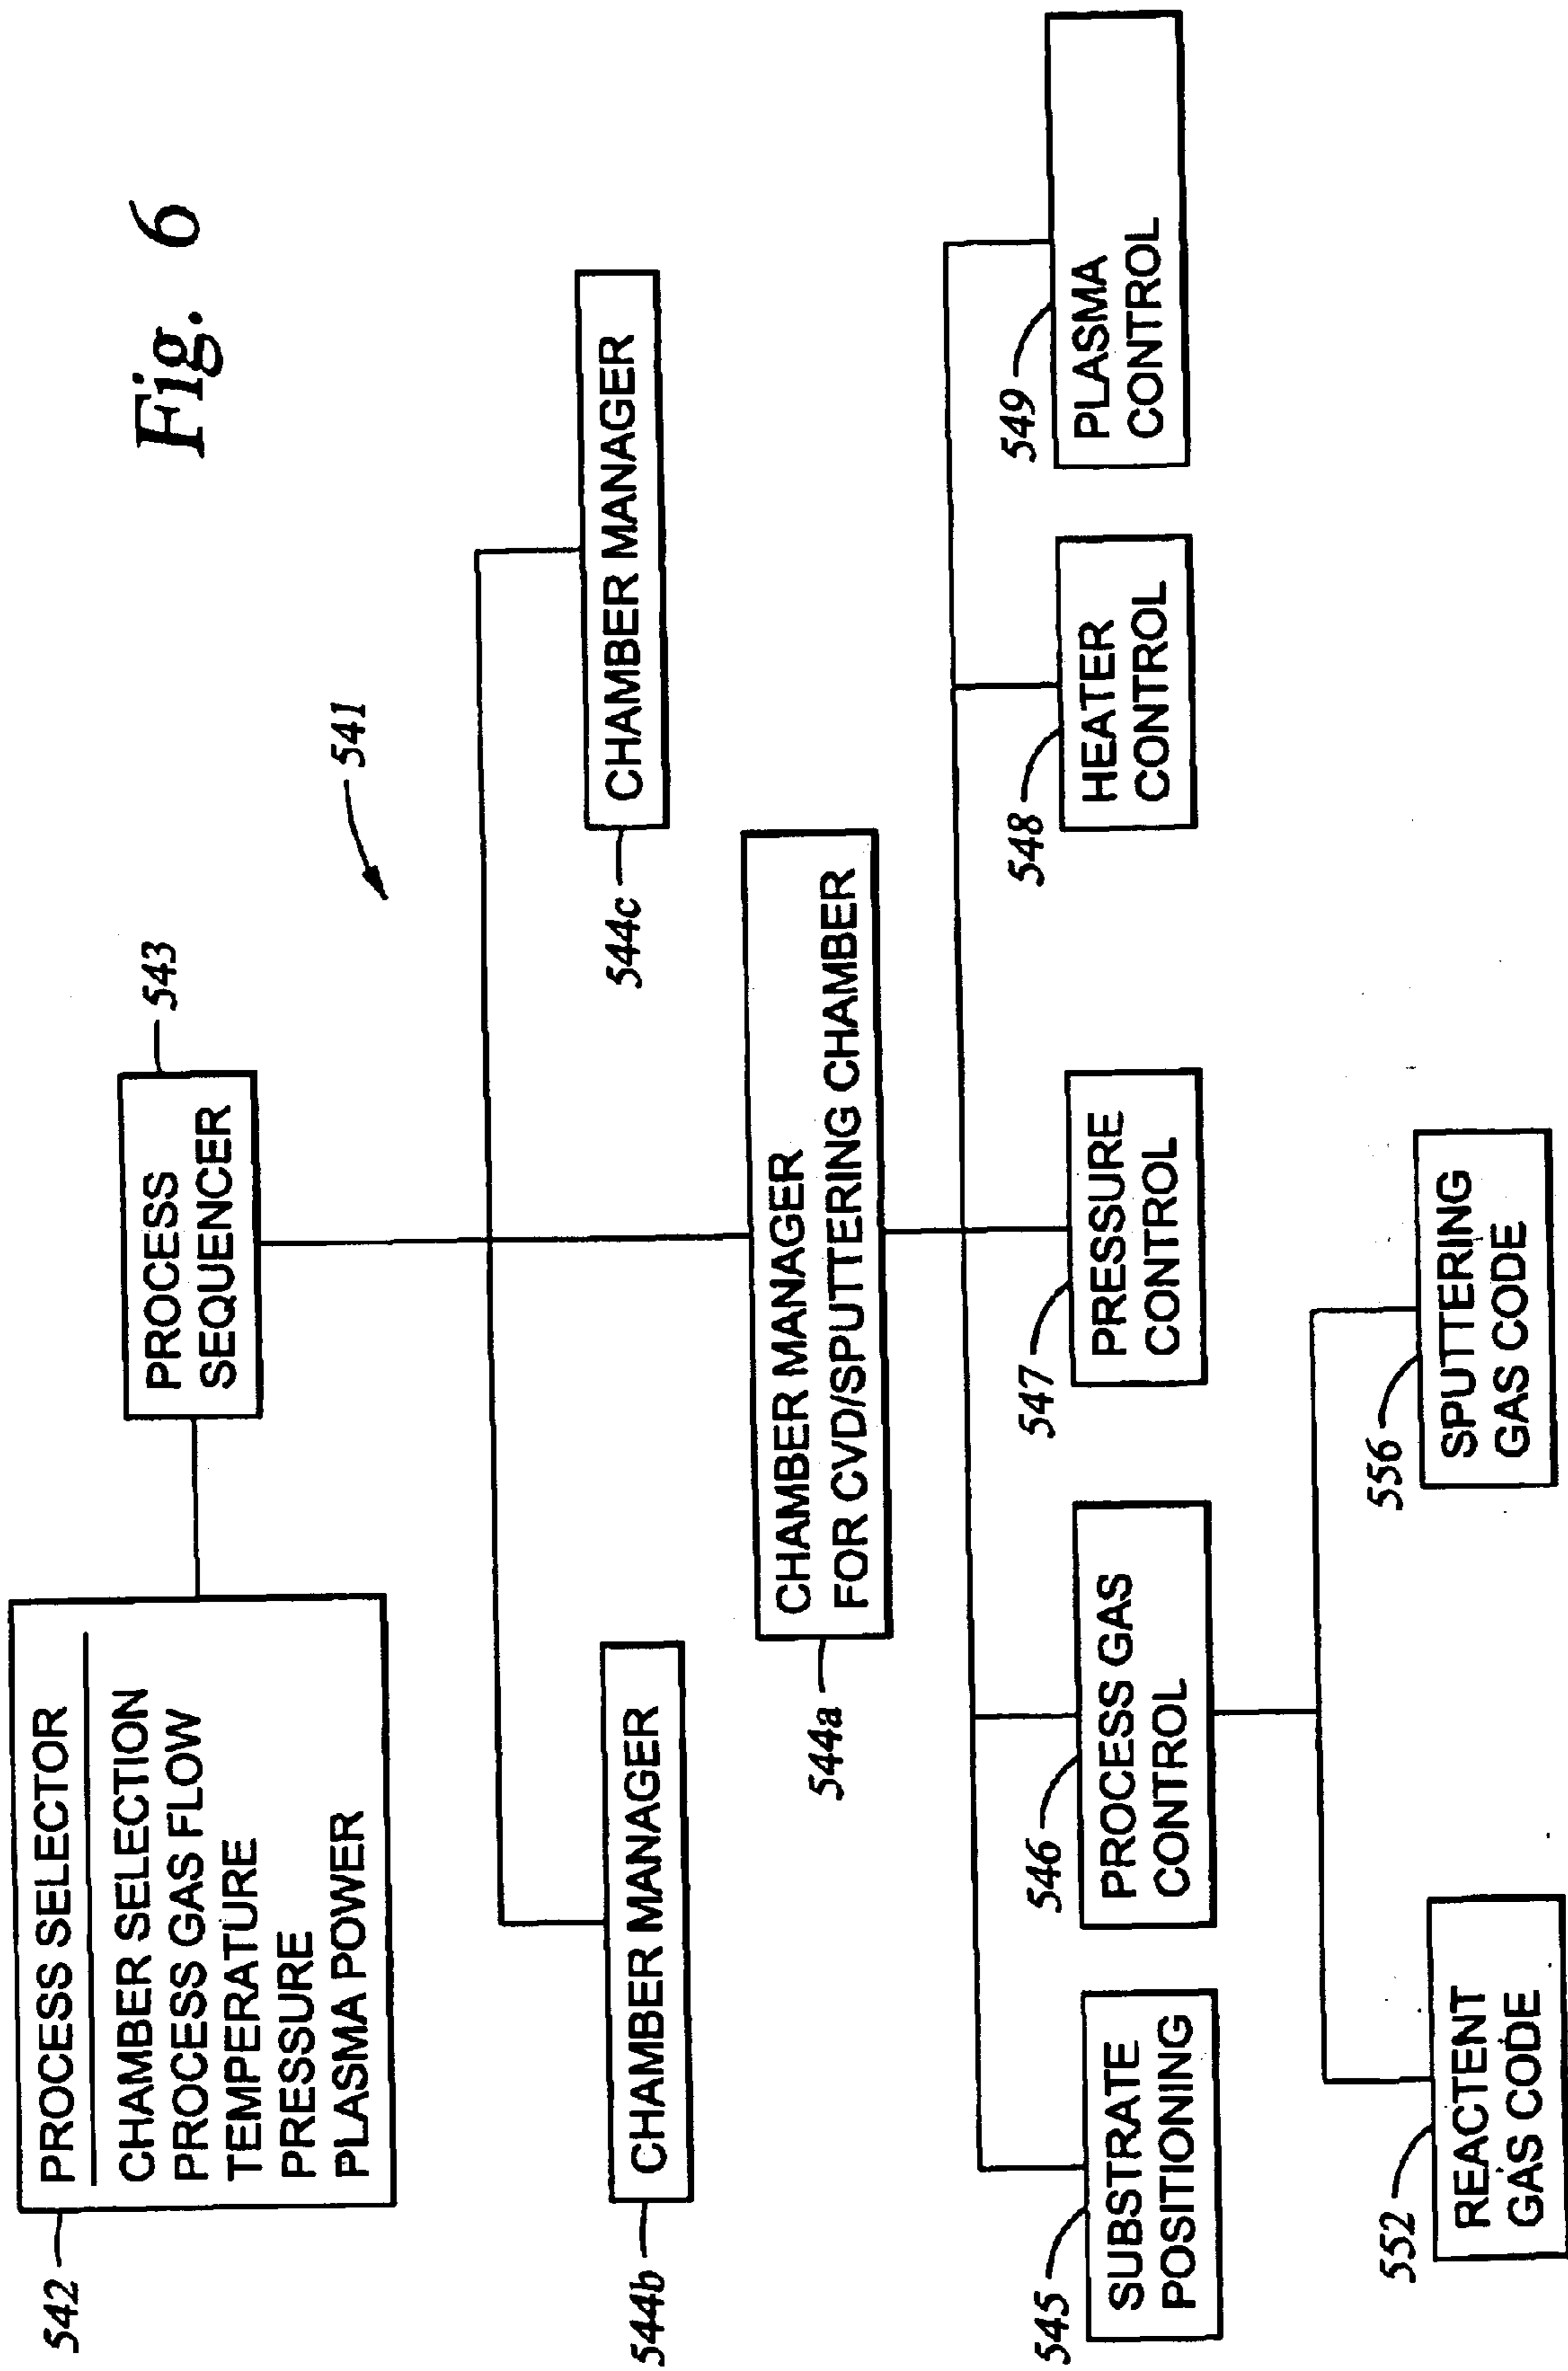 Fig. 6
542
PROCESS SELECTOR
CHAMBER SELECTION
PROCESS GAS FLOW
TEMPERATURE
PRESSURE
PLASMA POWER
543
PROCESS
SEQUENCER
541
544b
CHAMBER MANAGER
544c
CHAMBER MANAGER
544a
CHAMBER MANAGER
FOR CVD/SPUTTERING CHAMBER
545
SUBSTRATE
POSITIONING
546
PROCESS GAS
CONTROL
547
PRESSURE
CONTROL
548
HEATER
CONTROL
549
PLASMA
CONTROL
552
REACTENT
GAS CODE
556
SPUTTERING
GAS CODE